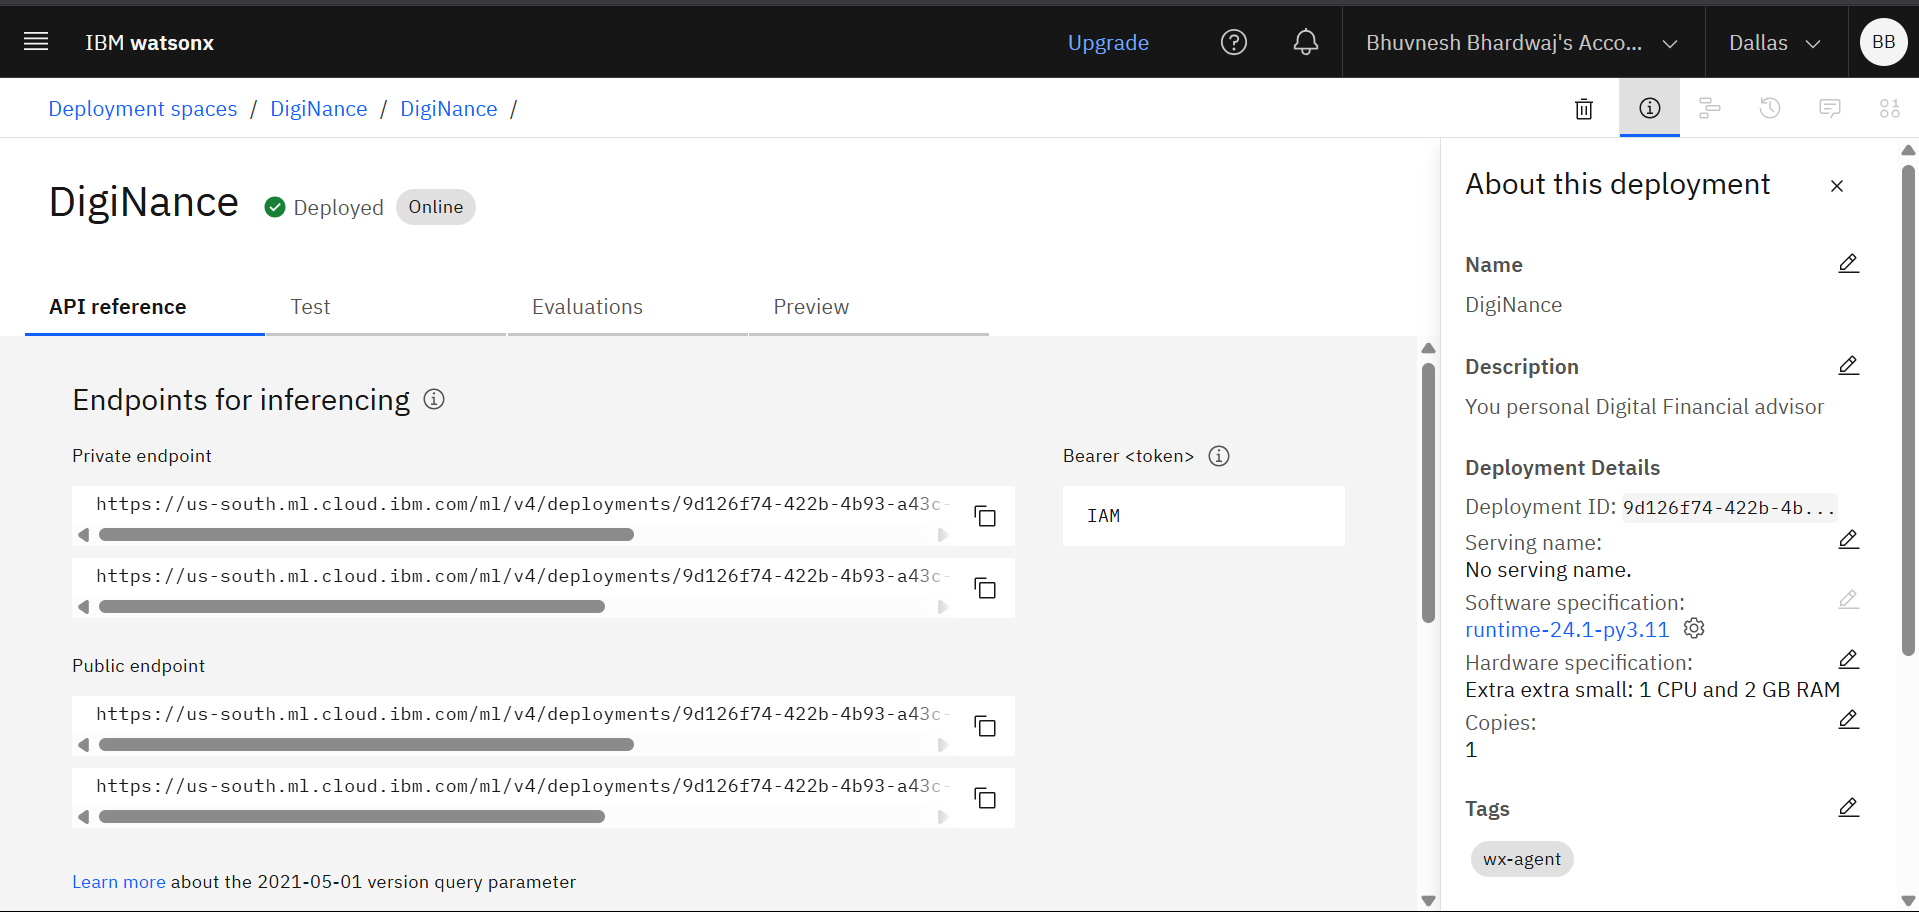 IBM watsonx
Upgrade
Bhuvnesh Bhardwaj's Acco...
Dallas
BB
Deployment spaces / DigiNance / DigiNance /
DigiNance
Deployed
Online
API reference
Test
Evaluations
Preview
Endpoints for inferencing
Private endpoint
https://us-south.ml.cloud.ibm.com/ml/v4/deployments/9d126f74-422b-4b93-a43c-
https://us-south.ml.cloud.ibm.com/ml/v4/deployments/9d126f74-422b-4b93-a43c-
Bearer <token>
IAM
Public endpoint
https://us-south.ml.cloud.ibm.com/ml/v4/deployments/9d126f74-422b-4b93-a43c-
https://us-south.ml.cloud.ibm.com/ml/v4/deployments/9d126f74-422b-4b93-a43c-
Learn more about the 2021-05-01 version query parameter
About this deployment
Name
DigiNance
Description
You personal Digital Financial advisor
Deployment Details
Deployment ID: 9d126f74-422b-4b...
Serving name:
No serving name.
Software specification:
runtime-24.1-py3.11
Hardware specification:
Extra extra small: 1 CPU and 2 GB RAM
Copies:
1
Tags
wx-agent